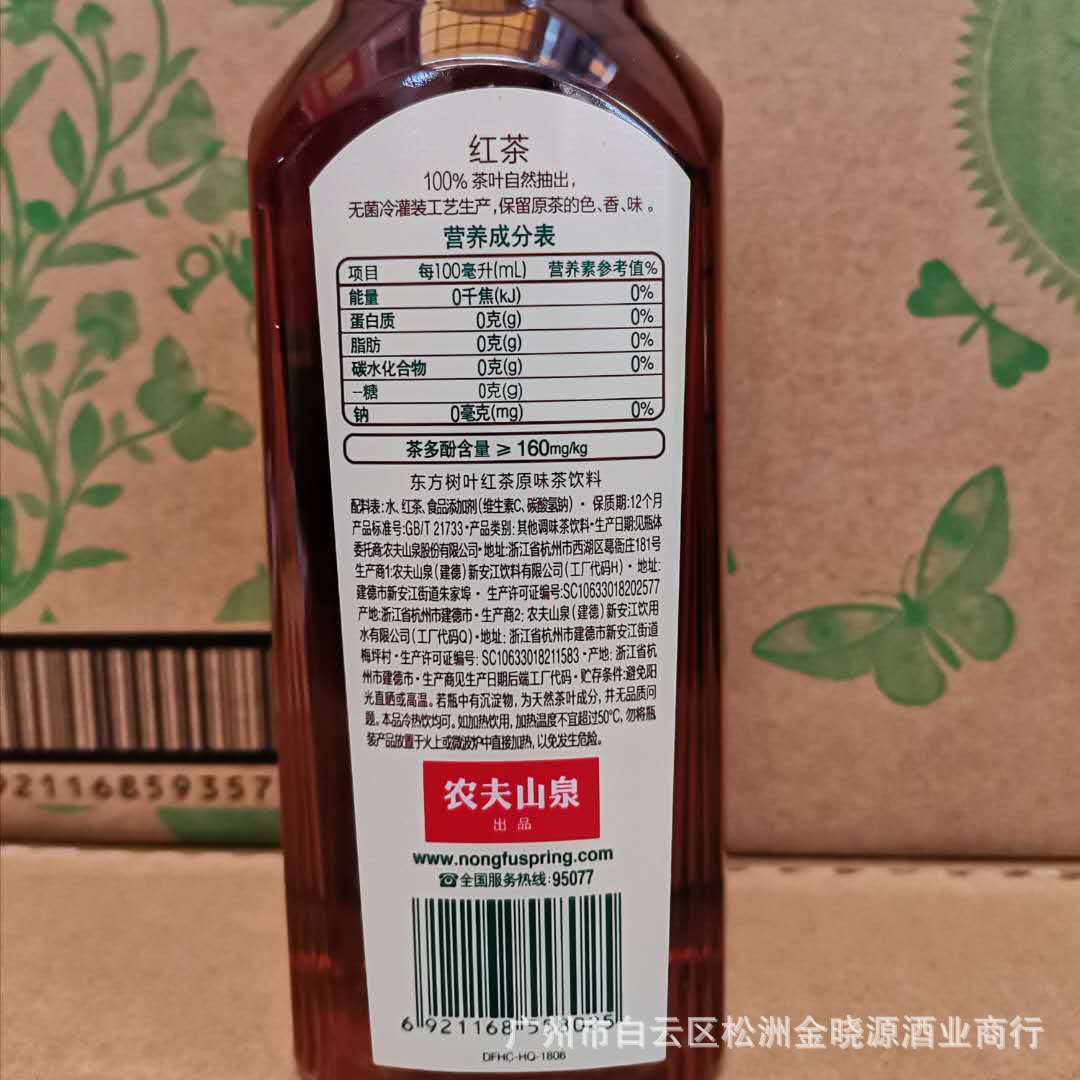 红茶
100% 茶叶自然抽出，
无菌冷灌装工艺生产，保留原茶的色、香、味。
营养成分表
项目 每100毫升(mL) 营养素参考值%
能量 0千焦(kJ) 0%
蛋白质 0克(g) 0%
脂肪 0克(g) 0%
碳水化合物 0克(g) 0%
－糖 0克(g)
钠 0毫克(mg) 0%
茶多酚含量 ≥ 160mg/kg
东方树叶红茶原味茶饮料
配料表：水、红茶、食品添加剂（维生素C、碳酸氢钠）·保质期：12个月
产品标准号：GB/T 21733·产品类别：其他调味茶饮料·生产日期：见瓶体
委托商：农夫山泉股份有限公司·地址：浙江省杭州市西湖区葛衙庄181号
生产商1：农夫山泉（建德）新安江饮料有限公司（工厂代码H）·地址：
建德市新安江街道朱家埠·生产许可证编号：SC10633018202577
产地：浙江省杭州市建德市·生产商2：农夫山泉（建德）新安江饮用
水有限公司（工厂代码Q）·地址：浙江省杭州市建德市新安江街道
梅坪村·生产许可证编号：SC10633018211583·产地：浙江省杭
州市建德市·生产商见生产日期后端工厂代码·贮存条件：避免阳
光直晒或高温。若瓶中有沉淀物，为天然茶叶成分，并无品质问
题。本品冷热饮均可。如加热饮用，加热温度不宜超过50℃，勿将瓶
装产品放置于火上或微波炉中直接加热，以免发生危险。
农夫山泉
出品
www.nongfuspring.com
☎全国服务热线：95077
6 921168
DFHC-HQ-1806
92116859357
广州市白云区松洲金晓源酒业商行